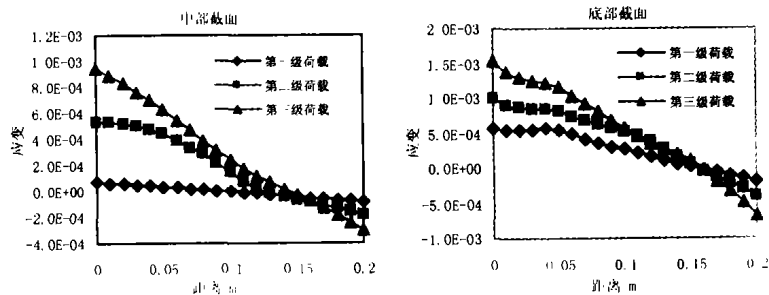 中部截面
1.2E-03
1.0E-03
8.0E-04
6.0E-04
4.0E-04
2.0E-04
0.0E+00
-2.0E-04
-4.0E-04
应变
第一级荷载
第二级荷载
第三级荷载
0 0.05 0.1 0.15 0.2
距离 m
底部截面
2.0E-03
1.5E-03
1.0E-03
5.0E-04
0.0E+00
-5.0E-04
-1.0E-03
应变
第一级荷载
第二级荷载
第三级荷载
0 0.05 0.10 0.15 0.2
距离 m